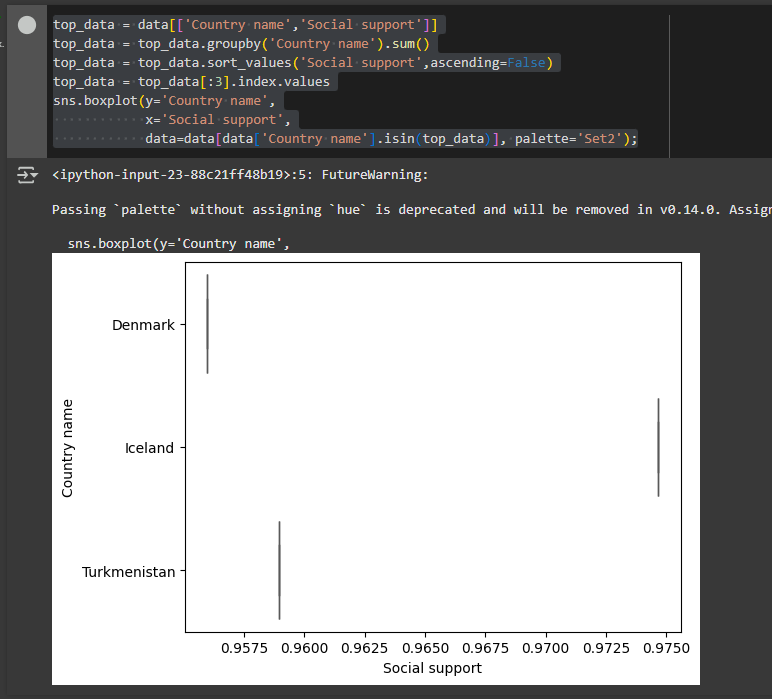 top_data = data[['Country name','Social support']]
top_data = top_data.groupby('Country name').sum()
top_data = top_data.sort_values('Social support',ascending=False)
top_data = top_data[:3].index.values
sns.boxplot(y='Country name',
            x='Social support',
            data=data[data['Country name'].isin(top_data)], palette='Set2');
<ipython-input-23-88c21ff48b19>:5: FutureWarning:
Passing `palette` without assigning `hue` is deprecated and will be removed in v0.14.0. Assign
  sns.boxplot(y='Country name',
Denmark
Iceland
Turkmenistan
Country name
0.9575 0.9600 0.9625 0.9650 0.9675 0.9700 0.9725 0.9750
Social support